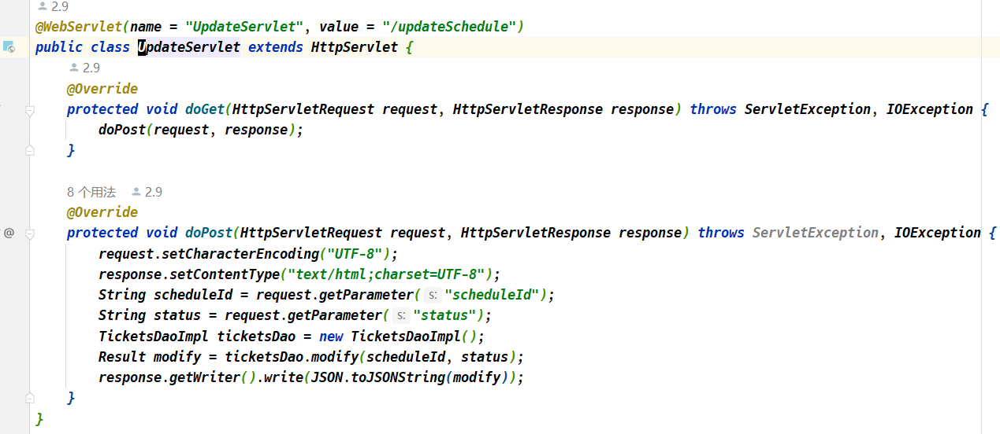 2.9
@WebServlet(name = "UpdateServlet", value = "/updateSchedule")
public class UpdateServlet extends HttpServlet {
2.9
@Override
protected void doGet(HttpServletRequest request, HttpServletResponse response) throws ServletException, IOException {
doPost(request, response);
}
8 个用法 2.9
@Override
@ protected void doPost(HttpServletRequest request, HttpServletResponse response) throws ServletException, IOException {
request.setCharacterEncoding("UTF-8");
response.setContentType("text/html;charset=UTF-8");
String scheduleId = request.getParameter( s: "scheduleId");
String status = request.getParameter( s: "status");
TicketsDaoImpl ticketsDao = new TicketsDaoImpl();
Result modify = ticketsDao.modify(scheduleId, status);
response.getWriter().write(JSON.toJSONString(modify));
}
}